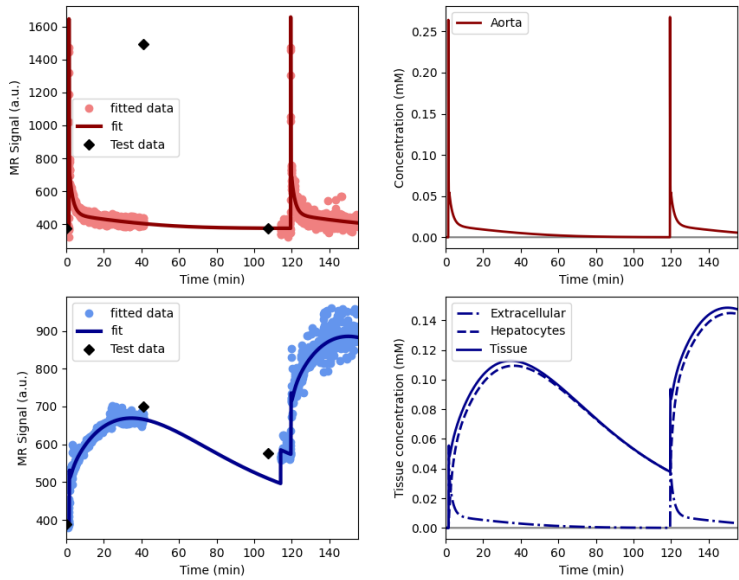 1600
1400
1200
1000
800
600
400
MR Signal (a.u.)
fitted data
fit
Test data
0 20 40 60 80 100 120 140
Time (min)
0.25
0.20
0.15
0.10
0.05
0.00
Concentration (mM)
Aorta
0 20 40 60 80 100 120 140
Time (min)
900
800
700
600
500
400
MR Signal (a.u.)
fitted data
fit
Test data
0 20 40 60 80 100 120 140
Time (min)
0.14
0.12
0.10
0.08
0.06
0.04
0.02
0.00
Tissue concentration (mM)
Extracellular
Hepatocytes
Tissue
0 20 40 60 80 100 120 140
Time (min)